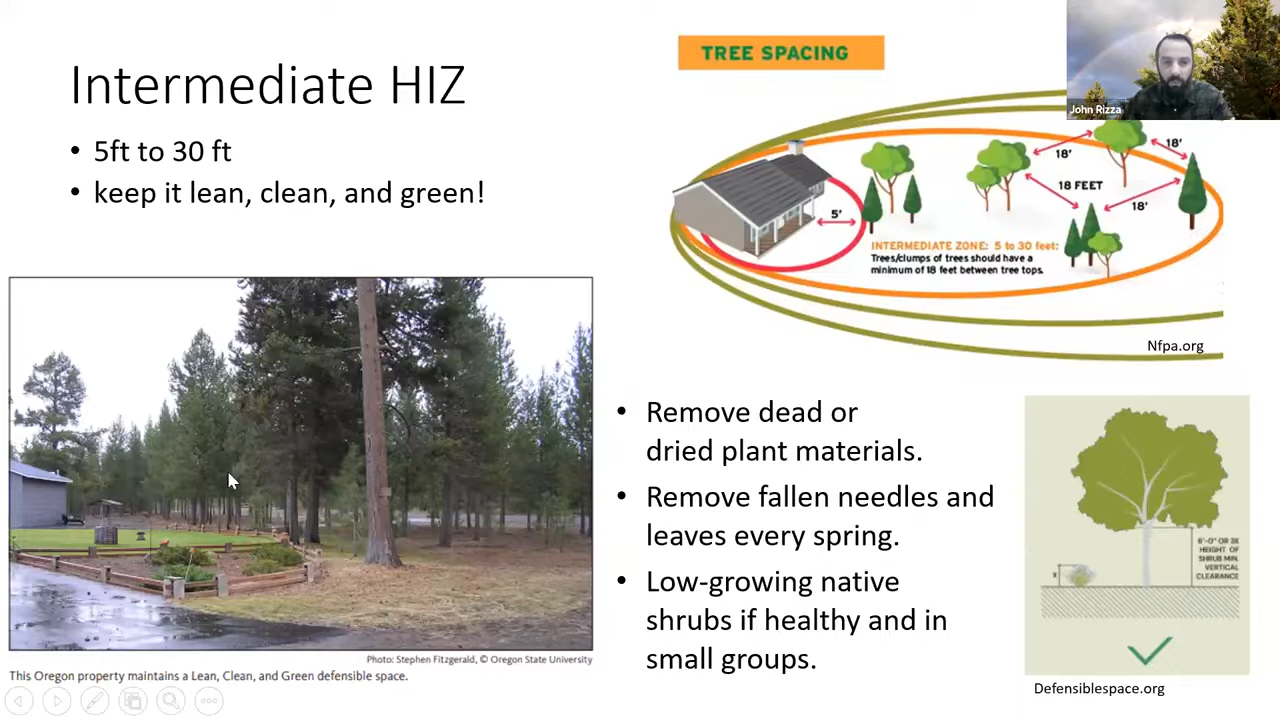 Intermediate HIZ
• 5ft to 30 ft
• keep it lean, clean, and green!
TREE SPACING
John Rizza
18'
18'
18 FEET
18'
5'
INTERMEDIATE ZONE: 5 to 30 feet:
Trees/clumps of trees should have a
minimum of 18 feet between tree tops.
Nfpa.org
Photo: Stephen Fitzgerald, © Oregon State University
This Oregon property maintains a Lean, Clean, and Green defensible space.
• Remove dead or
dried plant materials.
• Remove fallen needles and
leaves every spring.
• Low-growing native
shrubs if healthy and in
small groups.
6'-0" OR 3X
HEIGHT OF
SHRUB MIN.
VERTICAL
CLEARANCE
X
Defensiblespace.org